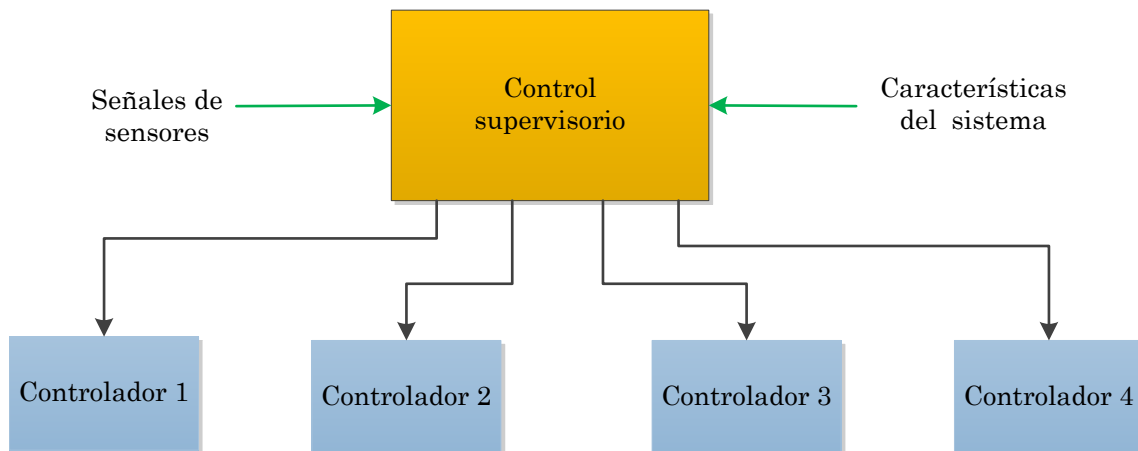 Señales de
sensores
Control
supervisorio
Características
del sistema
Controlador 1
Controlador 2
Controlador 3
Controlador 4